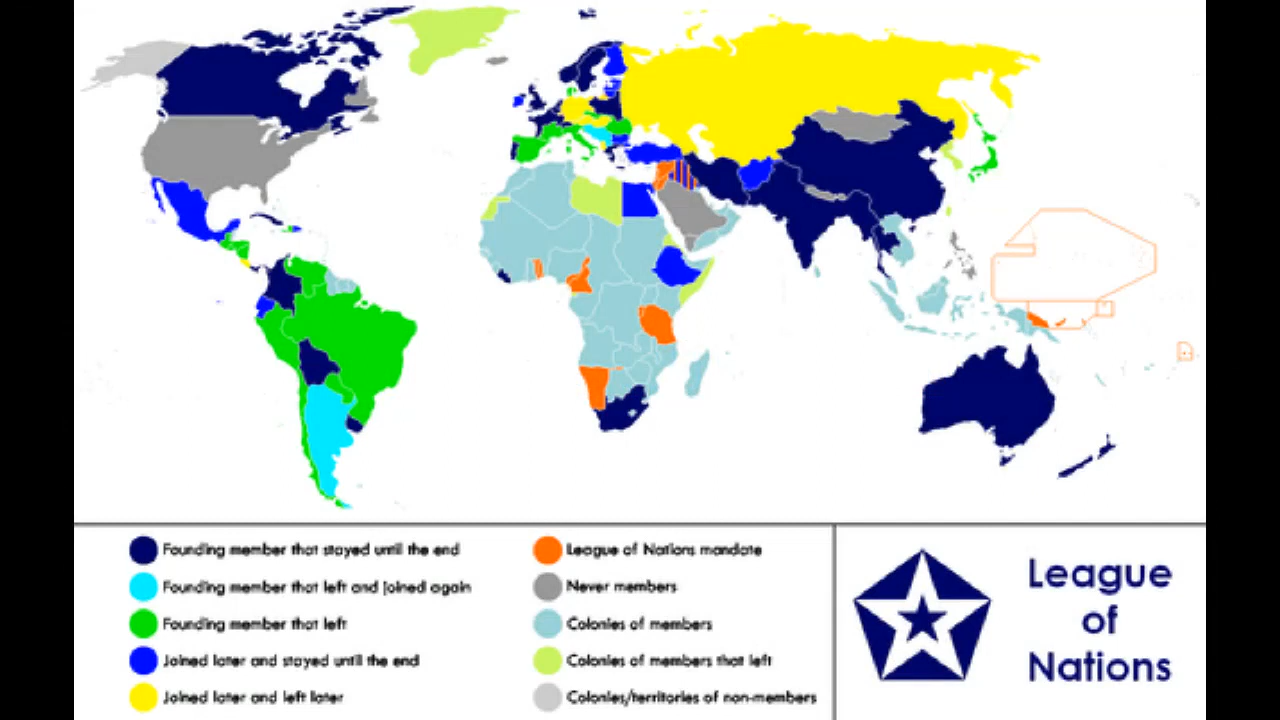 Founding member that stayed until the end
Founding member that left and joined again
Founding member that left
Joined later and stayed until the end
Joined later and left later
League of Nations mandate
Never members
Colonies of members
Colonies of members that left
Colonies/territories of non-members
League
of
Nations